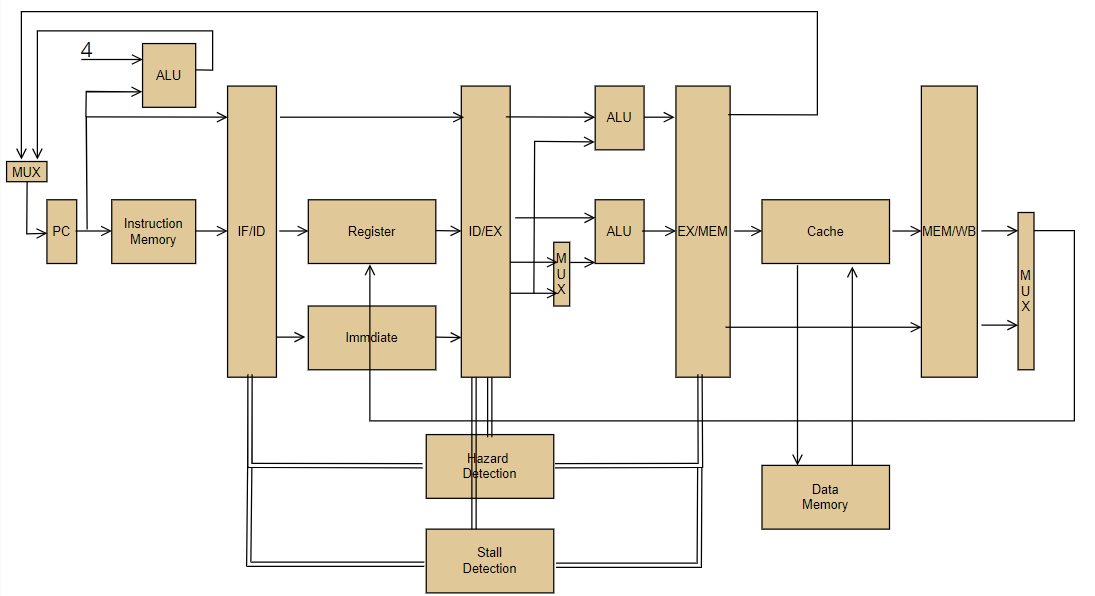 4
ALU
MUX
PC
Instruction
Memory
IF/ID
Register
Immdiate
ID/EX
ALU
ALU
M
U
X
EX/MEM
Cache
MEM/WB
M
U
X
Hazard
Detection
Data
Memory
Stall
Detection